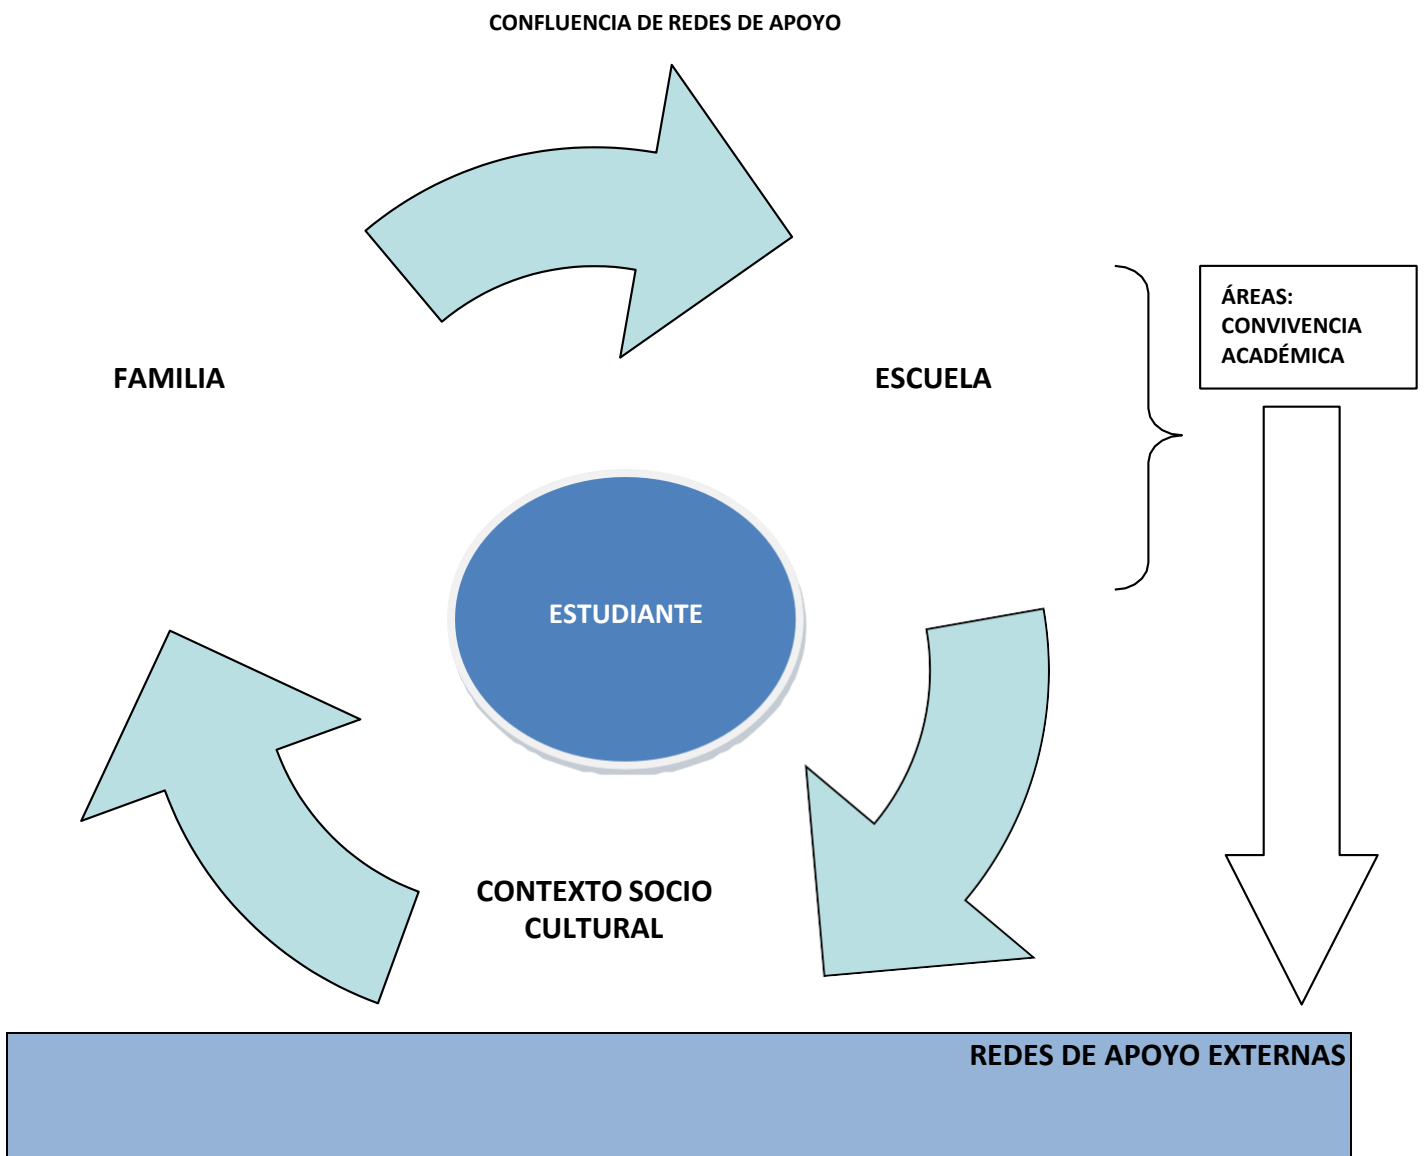 CONFLUENCIA DE REDES DE APOYO
ÁREAS:
CONVIVENCIA
ACADÉMICA
FAMILIA
ESCUELA
ESTUDIANTE
CONTEXTO SOCIO
CULTURAL
REDES DE APOYO EXTERNAS